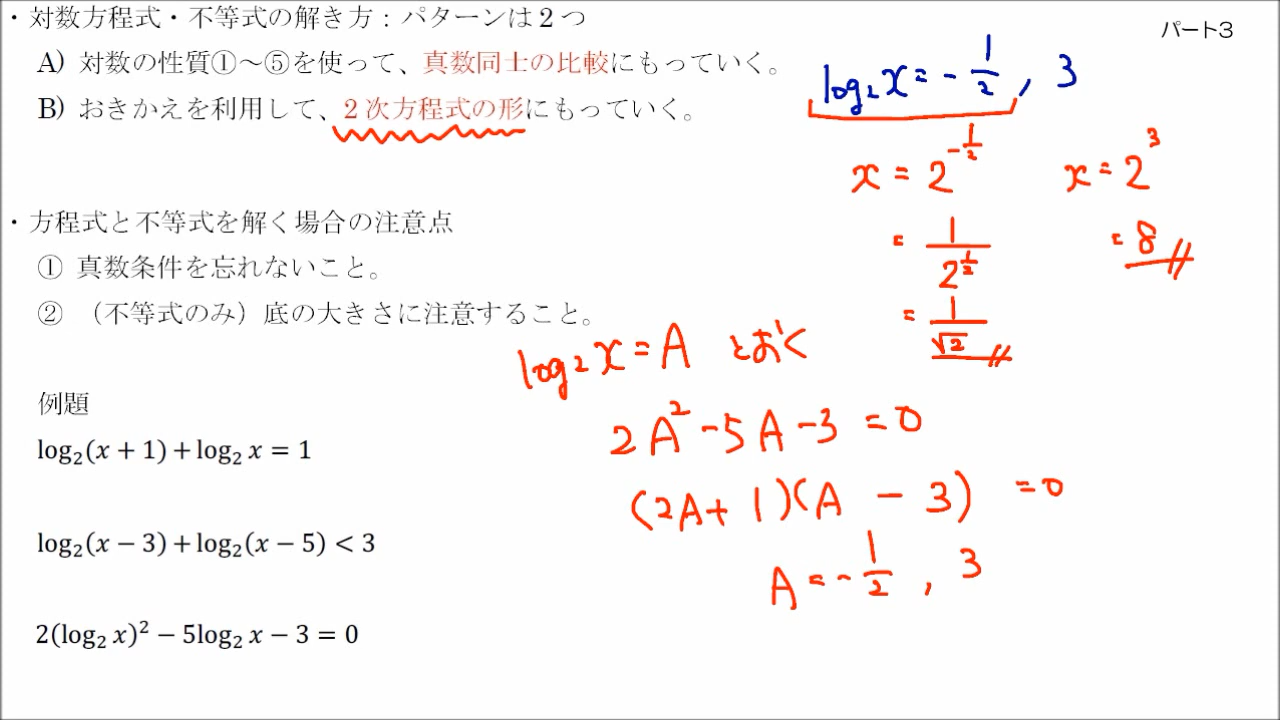 ・対数方程式・不等式の解き方：パターンは２つ
A) 対数の性質①～⑤を使って、真数同士の比較にもっていく。
B) おきかえを利用して、２次方程式の形にもっていく。
・方程式と不等式を解く場合の注意点
① 真数条件を忘れないこと。
② （不等式のみ）底の大きさに注意すること。
例題
log₂(x + 1) + log₂ x = 1
log₂(x − 3) + log₂(x − 5) < 3
2(log₂ x)² − 5log₂ x − 3 = 0
パート3
log₂ x = -1/2 , 3
x = 2^(-1/2)
= 1/2^(1/2)
= 1/√2
x = 2³
= 8
log₂ x = A とおく
2A² - 5A - 3 = 0
(2A + 1)(A - 3) = 0
A = -1/2 , 3